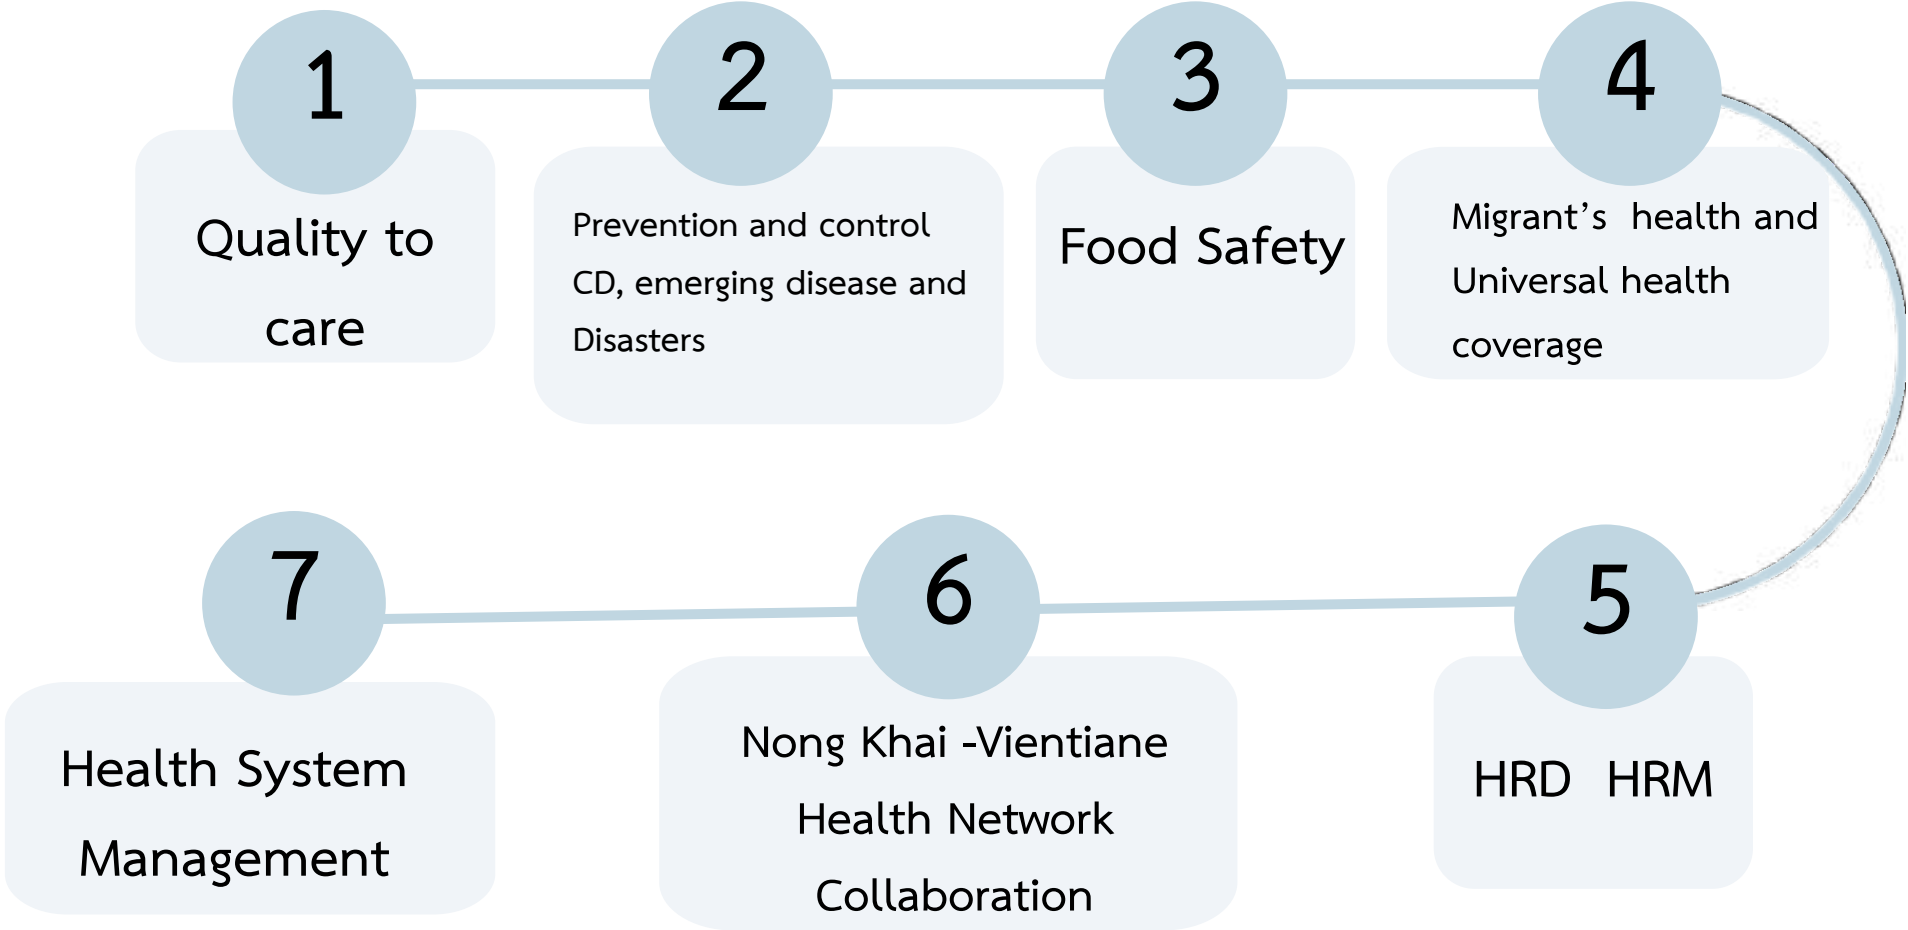 1
Quality to
care
2
Prevention and control
CD, emerging disease and
Disasters
3
Food Safety
4
Migrant's  health and
Universal health
coverage
5
HRD  HRM
6
Nong Khai -Vientiane
Health Network
Collaboration
7
Health System
Management